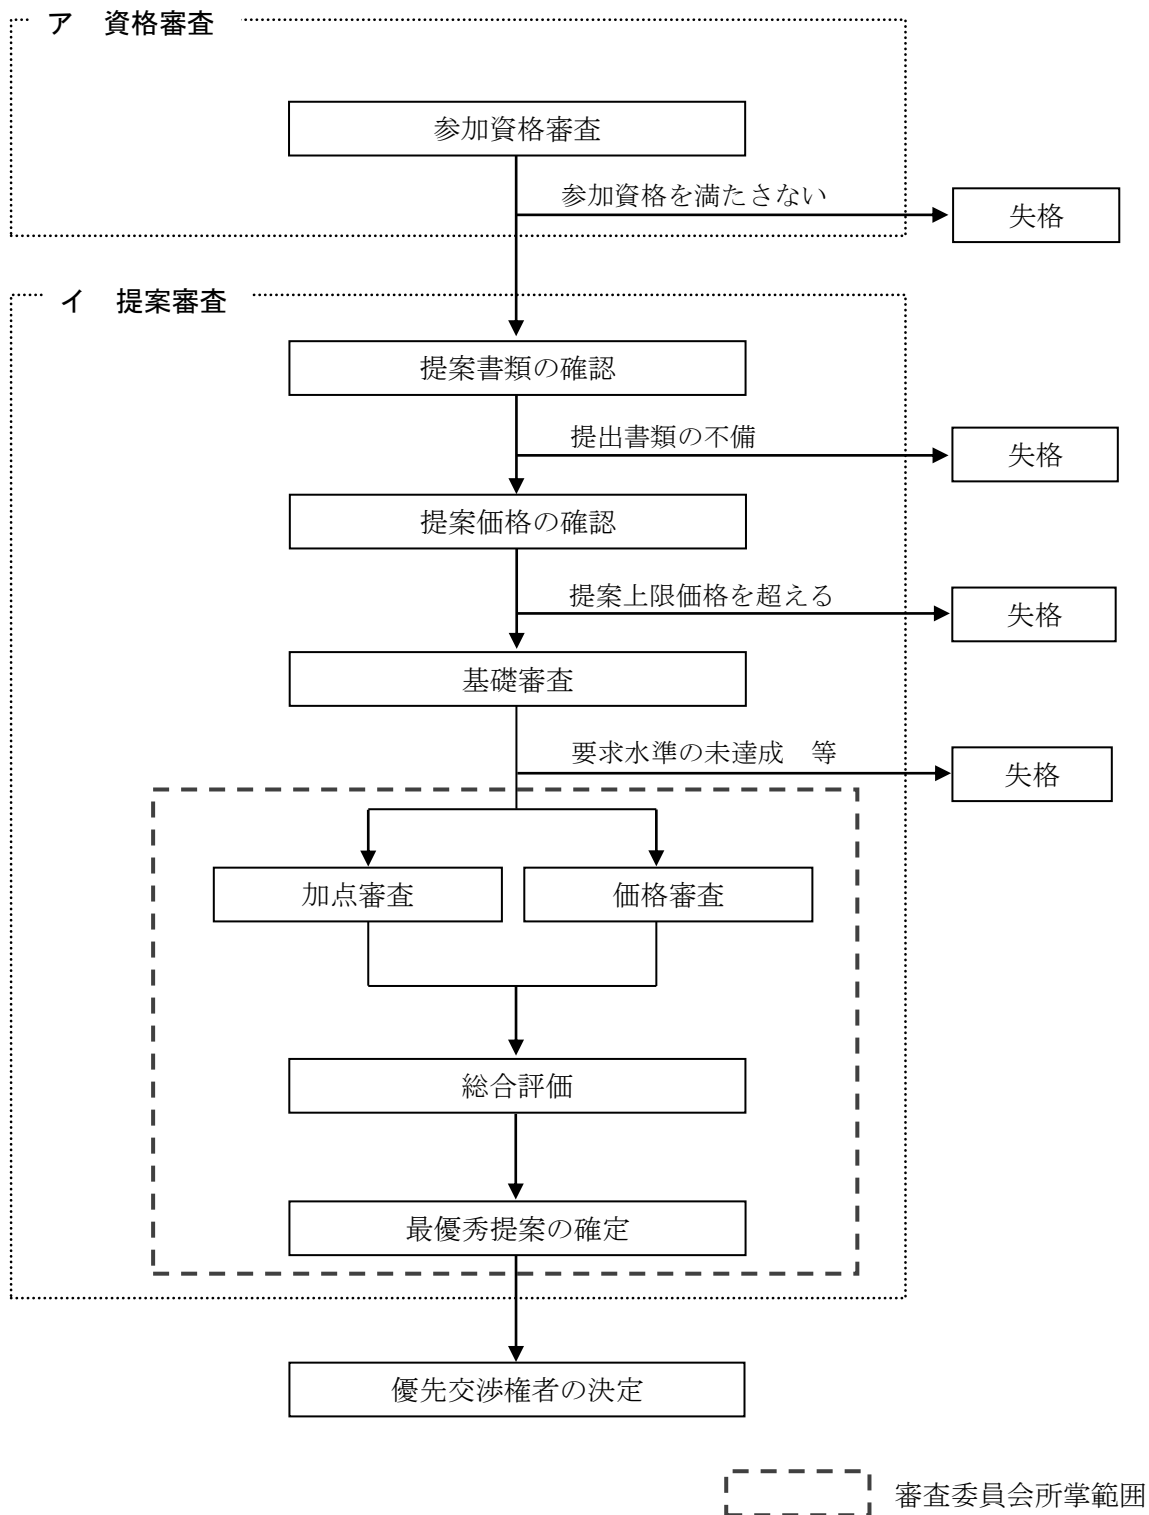 ア　資格審査
参加資格審査
参加資格を満たさない
失格
イ　提案審査
提案書類の確認
提出書類の不備
失格
提案価格の確認
提案上限価格を超える
失格
基礎審査
要求水準の未達成　等
失格
加点審査
価格審査
総合評価
最優秀提案の確定
優先交渉権者の決定
審査委員会所掌範囲